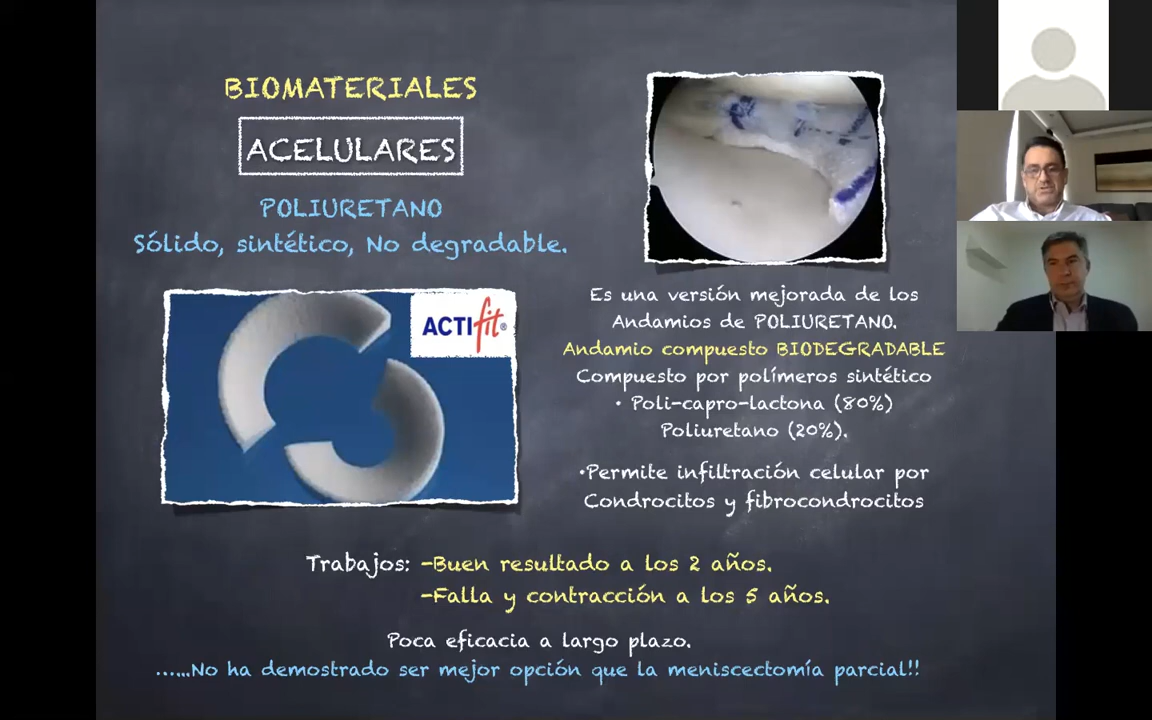 BIOMATERIALES
ACELULARES
POLIURETANO
Sólido, sintético, No degradable.
ACTIfit®
Es una versión mejorada de los
Andamios de POLIURETANO.
Andamio compuesto BIODEGRADABLE
Compuesto por polímeros sintético
• Poli-capro-lactona (80%)
Poliuretano (20%).
•Permite infiltración celular por
Condrocitos y fibrocondrocitos
Trabajos: -Buen resultado a los 2 años.
-Falla y contracción a los 5 años.
Poca eficacia a largo plazo.
......No ha demostrado ser mejor opción que la meniscectomía parcial!!